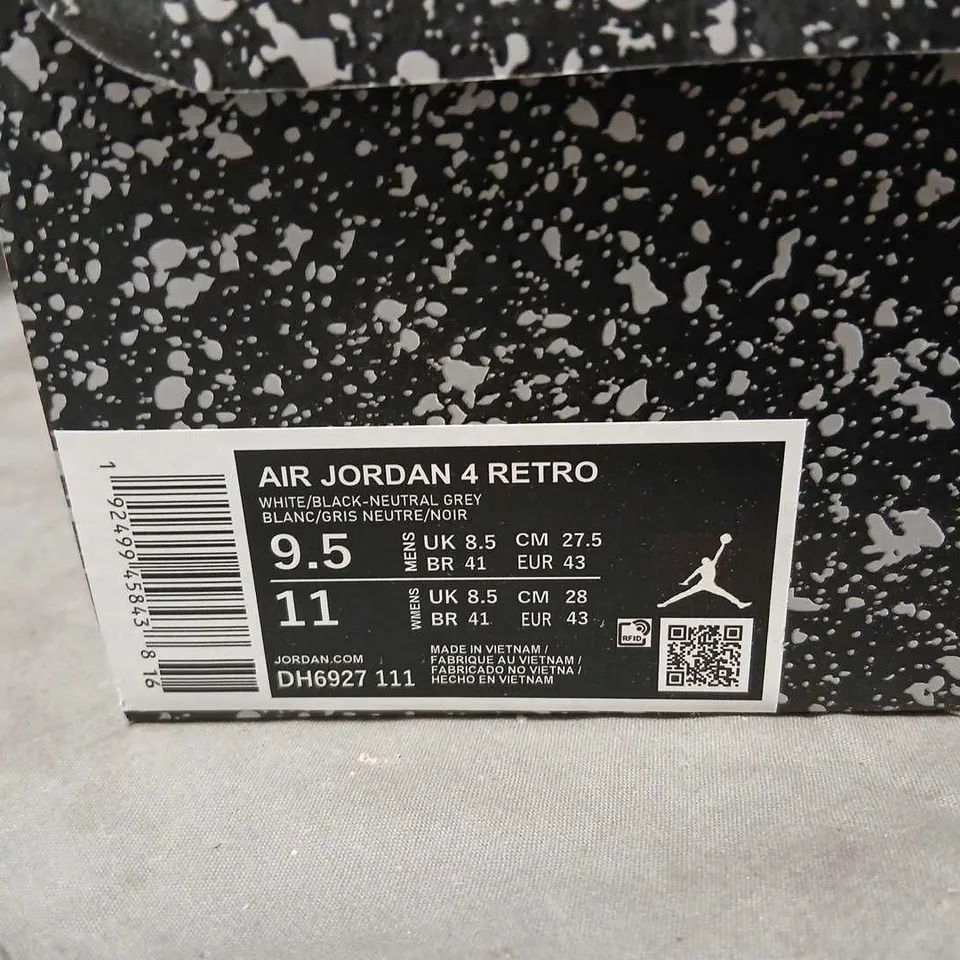 AIR JORDAN 4 RETRO
WHITE/BLACK-NEUTRAL GREY
BLANC/GRIS NEUTRE/NOIR
9.5 MENS UK 8.5 CM 27.5
BR 41 EUR 43
11 WMENS UK 8.5 CM 28
BR 41 EUR 43
JORDAN.COM
DH6927 111
MADE IN VIETNAM /
FABRIQUE AU VIETNAM /
FABRICADO NO VIETNA /
HECHO EN VIETNAM
RFID
1 92499 45843 8 16